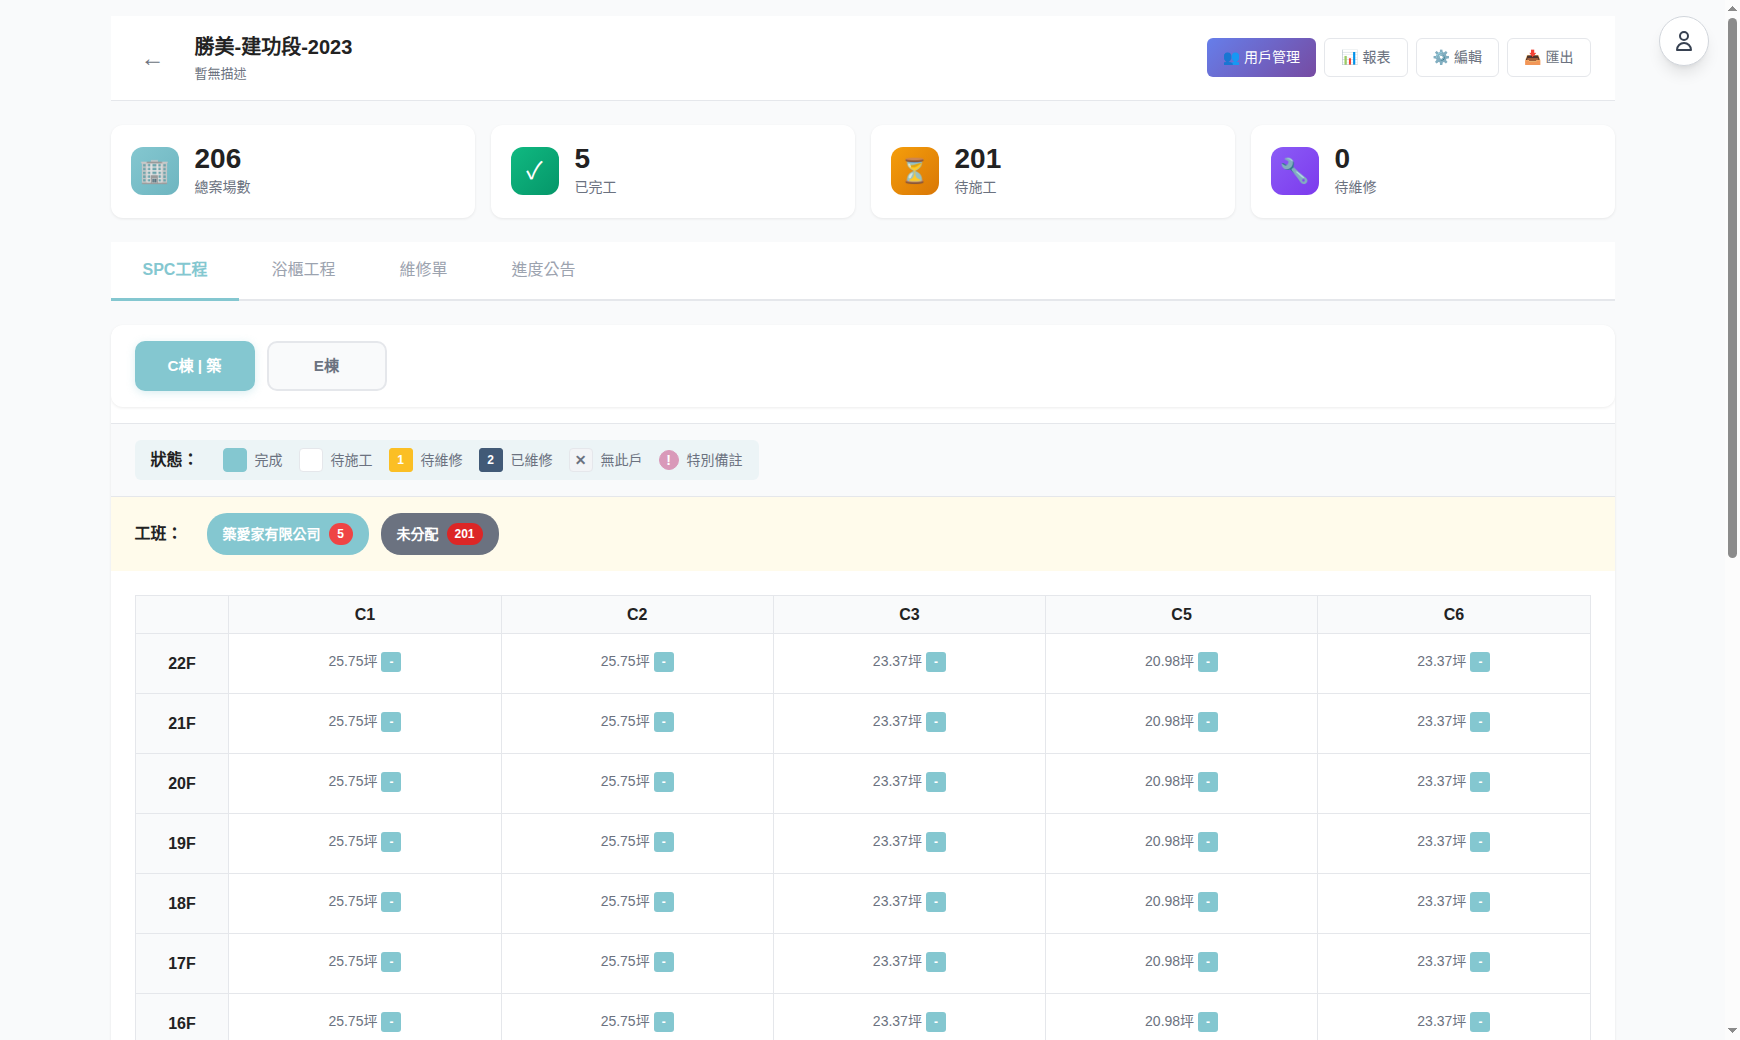 ←
勝美-建功段-2023
暫無描述
👥 用戶管理
📊 報表
⚙️ 編輯
📥 匯出
206
總案場數
5
已完工
201
待施工
0
待維修
SPC工程
浴櫃工程
維修單
進度公告
C棟 | 築
E棟
狀態：
完成
待施工
1 待維修
2 已維修
✕ 無此戶
! 特別備註
工班：
築愛家有限公司 5
未分配 201
C1 C2 C3 C5 C6
22F 25.75坪 - 25.75坪 - 23.37坪 - 20.98坪 - 23.37坪 -
21F 25.75坪 - 25.75坪 - 23.37坪 - 20.98坪 - 23.37坪 -
20F 25.75坪 - 25.75坪 - 23.37坪 - 20.98坪 - 23.37坪 -
19F 25.75坪 - 25.75坪 - 23.37坪 - 20.98坪 - 23.37坪 -
18F 25.75坪 - 25.75坪 - 23.37坪 - 20.98坪 - 23.37坪 -
17F 25.75坪 - 25.75坪 - 23.37坪 - 20.98坪 - 23.37坪 -
16F 25.75坪 - 25.75坪 - 23.37坪 - 20.98坪 - 23.37坪 -